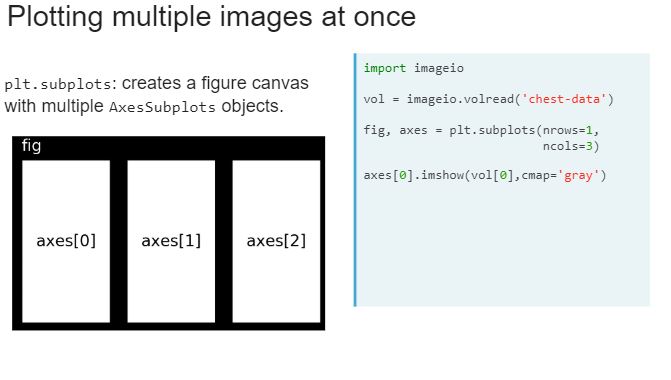 Plotting multiple images at once
plt.subplots: creates a figure canvas
with multiple AxesSubplots objects.
fig
axes[0] axes[1] axes[2]
import imageio
vol = imageio.volread('chest-data')
fig, axes = plt.subplots(nrows=1,
ncols=3)
axes[0].imshow(vol[0],cmap='gray')